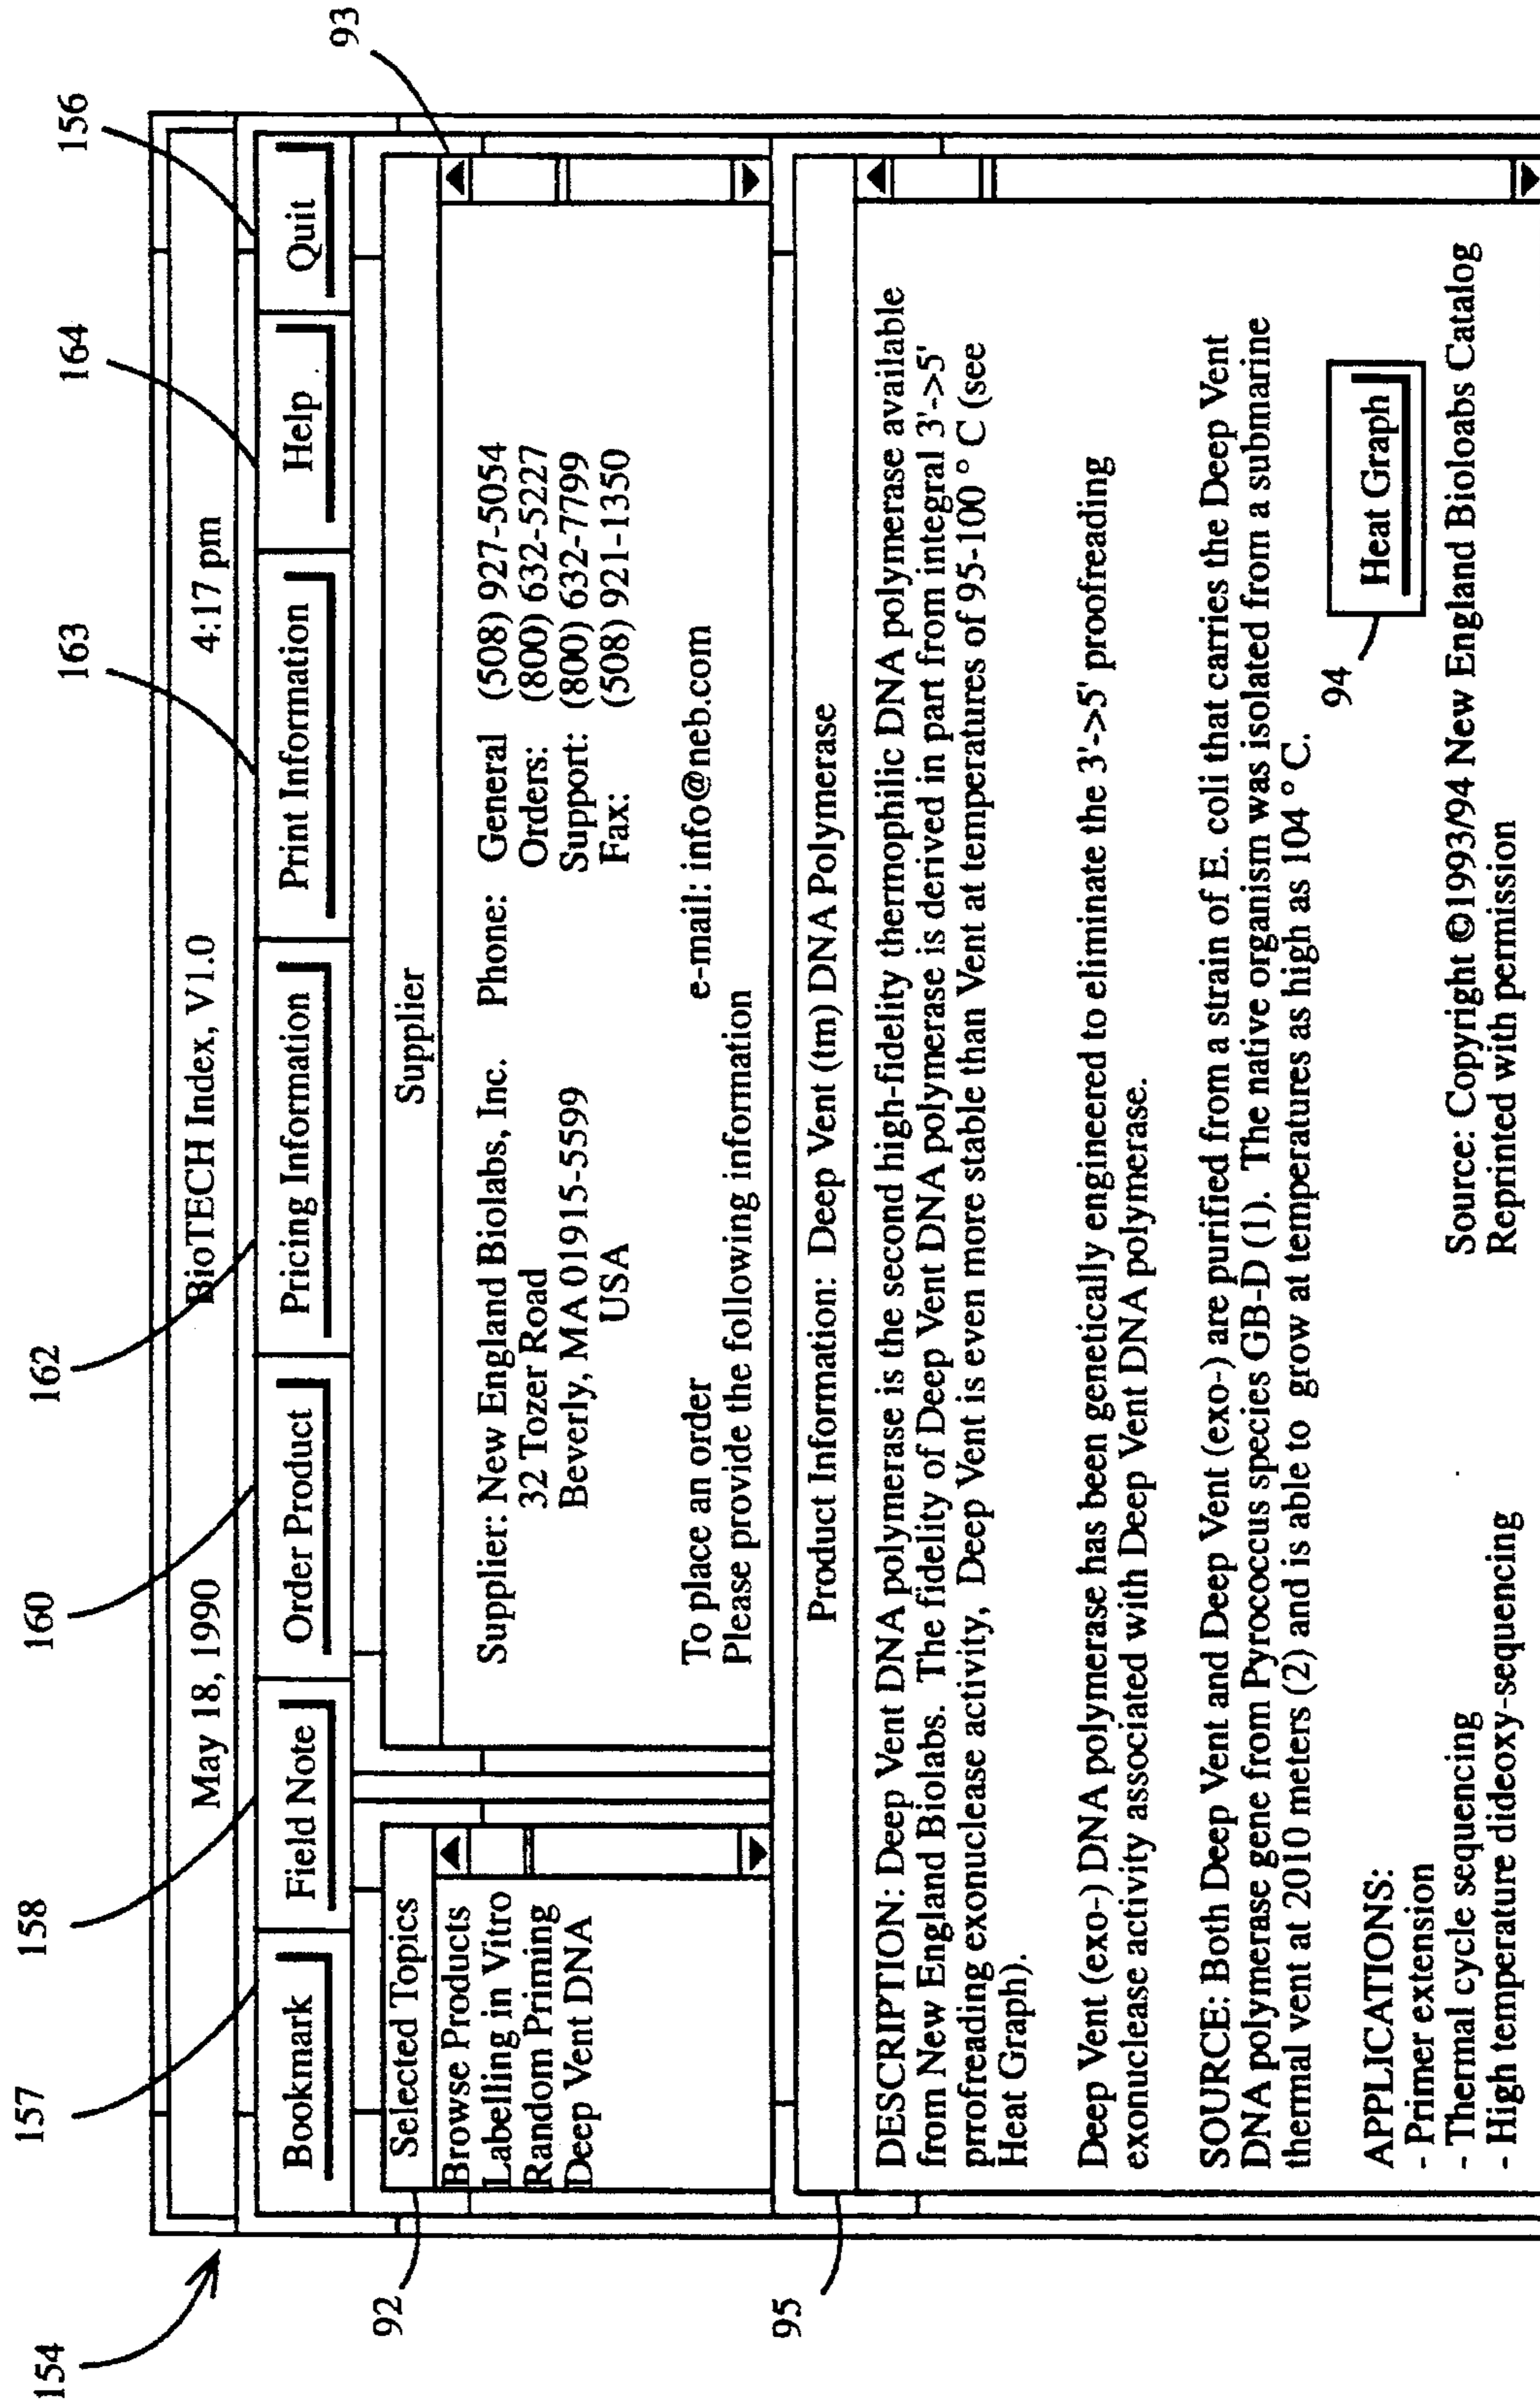 154
157
158
160
162
163
164
156
May 18, 1990 BioTECH Index, V1.0 4:17 pm
Bookmark Field Note Order Product Pricing Information Print Information Help Quit
92
Selected Topics
Browse Products
Labelling in Vitro
Random Priming
Deep Vent DNA
93
Supplier
Supplier: New England Biolabs, Inc. Phone: General (508) 927-5054
32 Tozer Road Orders: (800) 632-5227
Beverly, MA 01915-5599 Support: (800) 632-7799
USA Fax: (508) 921-1350
To place an order e-mail: info@neb.com
Please provide the following information
95
Product Information: Deep Vent (tm) DNA Polymerase
DESCRIPTION: Deep Vent DNA polymerase is the second high-fidelity thermophilic DNA polymerase available
from New England Biolabs. The fidelity of Deep Vent DNA polymerase is derived in part from integral 3'->5'
prrofreading exonuclease activity, Deep Vent is even more stable than Vent at temperatures of 95-100 ° C (see
Heat Graph).
Deep Vent (exo-) DNA polymerase has been genetically engineered to eliminate the 3'->5' proofreading
exonuclease activity associated with Deep Vent DNA polymerase.
SOURCE: Both Deep Vent and Deep Vent (exo-) are purified from a strain of E. coli that carries the Deep Vent
DNA polymerase gene from Pyrococcus species GB-D (1). The native organism was isolated from a submarine
thermal vent at 2010 meters (2) and is able to grow at temperatures as high as 104 ° C.
94
Heat Graph
APPLICATIONS:
- Primer extension
- Thermal cycle sequencing
- High temperature dideoxy-sequencing
Source: Copyright ©1993/94 New England Bioloabs Catalog
Reprinted with permission